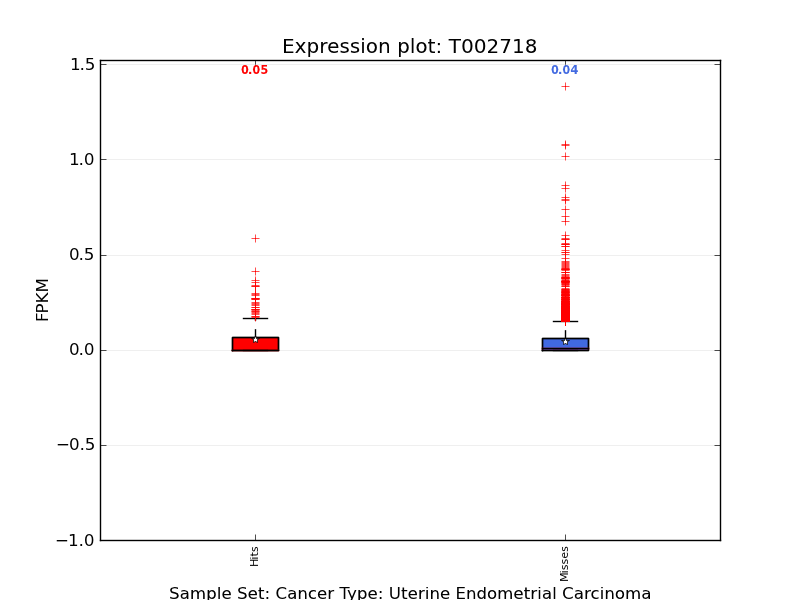 Expression plot: T002718
1.5
0.05
0.04
1.0
0.5
FPKM
0.0
−0.5
−1.0
Hits
Misses
Sample Set: Cancer Type: Uterine Endometrial Carcinoma